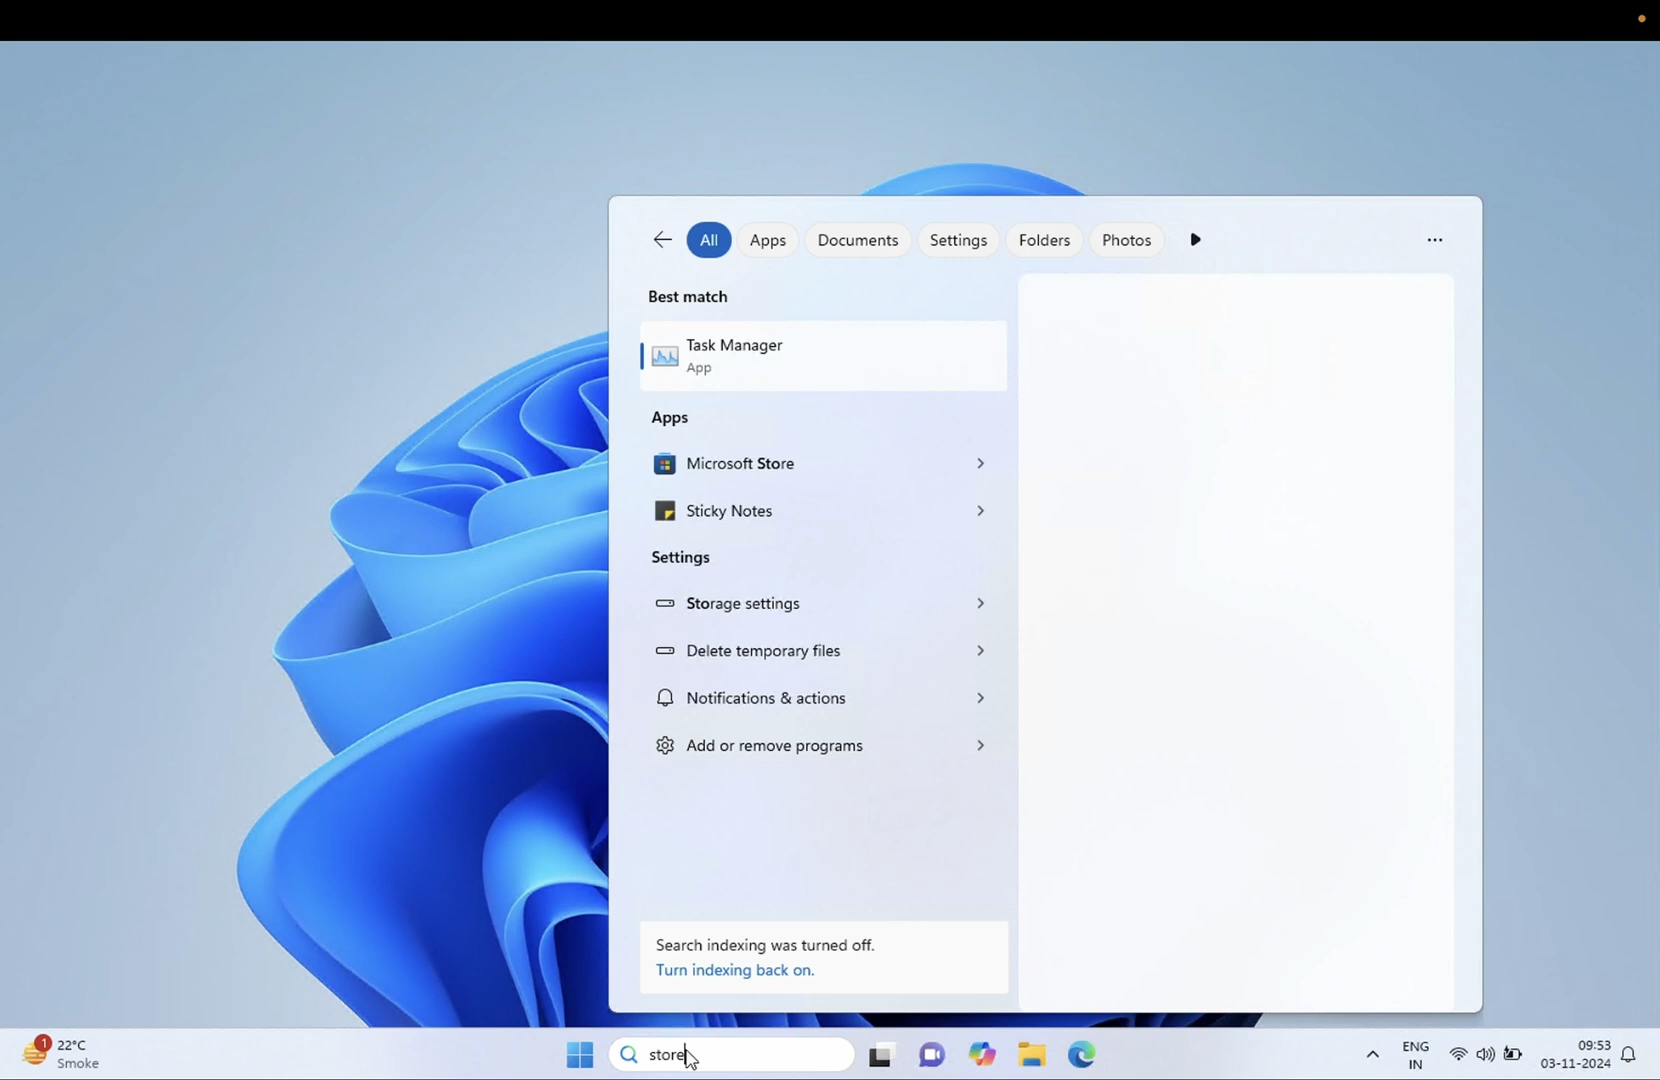 All
Apps
Documents
Settings
Folders
Photos
Best match
Task Manager
App
Apps
Microsoft Store
Sticky Notes
Settings
Storage settings
Delete temporary files
Notifications & actions
Add or remove programs
Search indexing was turned off.
Turn indexing back on.
1
22°C
Smoke
store
ENG
IN
09:53
03-11-2024